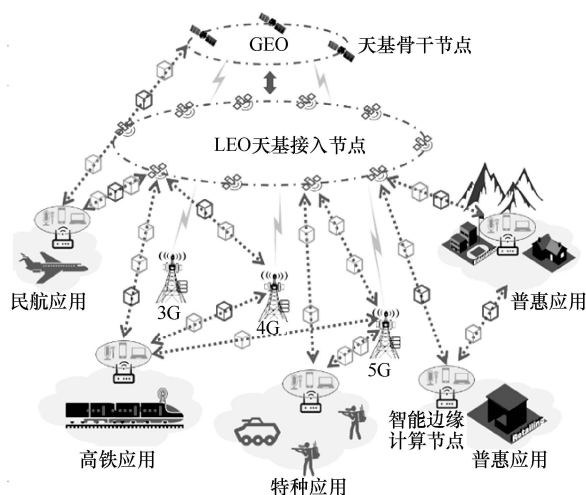 GEO
天基骨干节点
LEO天基接入节点
民航应用
3G
4G
5G
普惠应用
高铁应用
特种应用
智能边缘
计算节点
Retailing
普惠应用